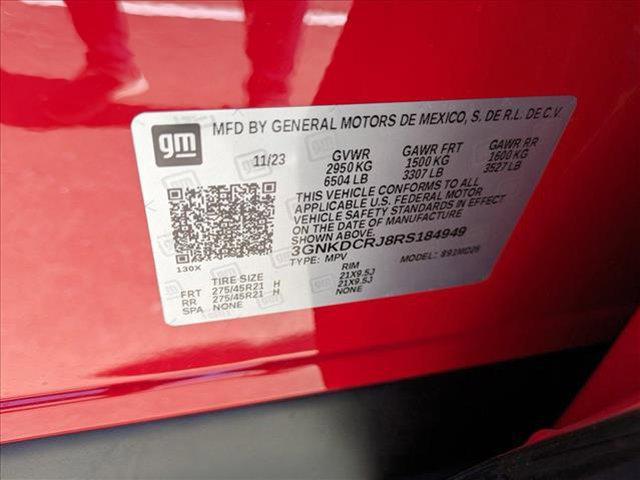 gm
MFD BY GENERAL MOTORS DE MEXICO, S. DE R.L. DE C.V.
11/23 GVWR GAWR FRT GAWR RR
2950 KG 1500 KG 1600 KG
6504 LB 3307 LB 3527 LB
THIS VEHICLE CONFORMS TO ALL
APPLICABLE U.S. FEDERAL MOTOR
VEHICLE SAFETY STANDARDS IN EFFECT
ON THE DATE OF MANUFACTURE
3GNKDCRJ8RS184949
TYPE: MPV MODEL: 891MC26
130X
TIRE SIZE RIM
FRT 275/45R21 H 21X9.5J
RR 275/45R21 H 21X9.5J
SPA NONE NONE